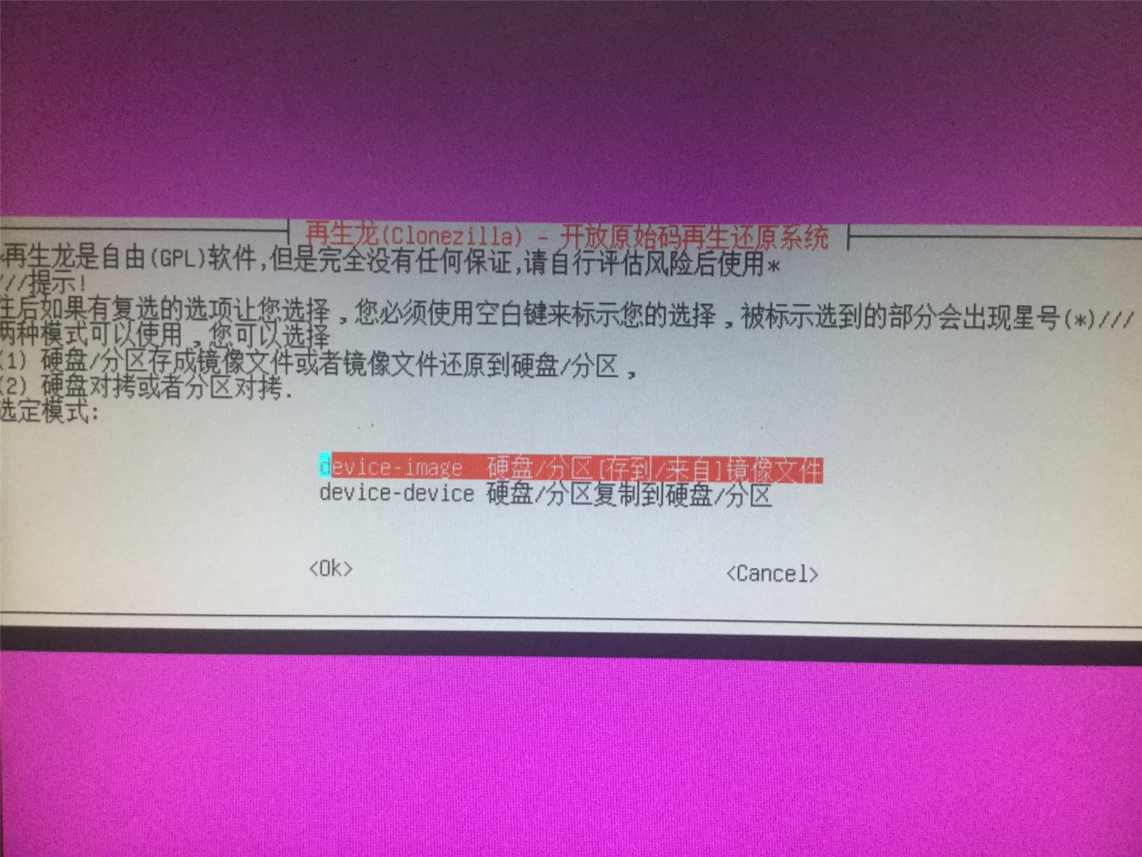 再生龙(Clonezilla) - 开放原始码再生还原系统
*再生龙是自由(GPL)软件,但是完全没有任何保证,请自行评估风险后使用*
///提示!
往后如果有复选的选项让您选择,您必须使用空白键来标示您的选择,被标示选到的部分会出现星号(*)///
两种模式可以使用,您可以选择
(1) 硬盘/分区存成镜像文件或者镜像文件还原到硬盘/分区,
(2) 硬盘对拷或者分区对拷.
选定模式:
device-image 硬盘/分区[存到/来自]镜像文件
device-device 硬盘/分区复制到硬盘/分区
<Ok> <Cancel>